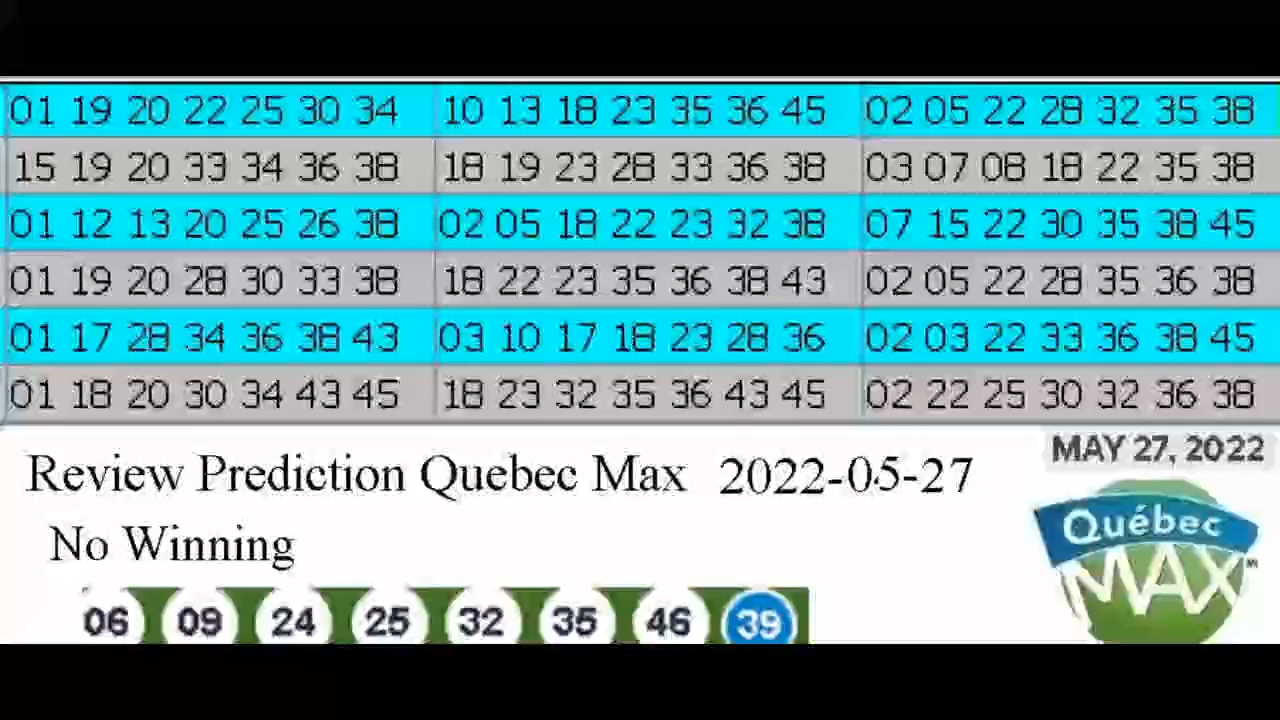 01 19 20 22 25 30 34 10 13 18 23 35 36 45 02 05 22 28 32 35 38
15 19 20 33 34 36 38 18 19 23 28 33 36 38 03 07 08 18 22 35 38
01 12 13 20 25 26 38 02 05 18 22 23 32 38 07 15 22 30 35 38 45
01 19 20 28 30 33 38 18 22 23 35 36 38 43 02 05 22 28 35 36 38
01 17 28 34 36 38 43 03 10 17 18 23 28 36 02 03 22 33 36 38 45
01 18 20 30 34 43 45 18 23 32 35 36 43 45 02 22 25 30 32 36 38
MAY 27, 2022
Review Prediction Quebec Max 2022-05-27
Québec
MAX
No Winning
06 09 24 25 32 35 46 39